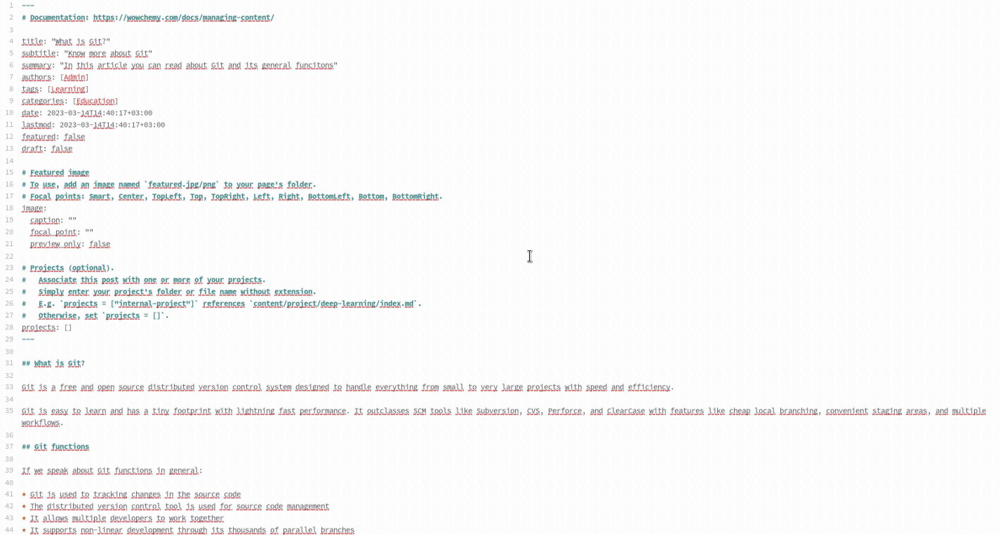 1 ---
2 # Documentation: https://wowchemy.com/docs/managing-content/
3
4 title: "What is Git?"
5 subtitle: "Know more about Git"
6 summary: "In this article you can read about Git and its general funcitons"
7 authors: [Admin]
8 tags: [Learning]
9 categories: [Education]
10 date: 2023-03-14T14:40:17+03:00
11 lastmod: 2023-03-14T14:40:17+03:00
12 featured: false
13 draft: false
14
15 # Featured image
16 # To use, add an image named `featured.jpg/png` to your page's folder.
17 # Focal points: Smart, Center, TopLeft, Top, TopRight, Left, Right, BottomLeft, Bottom, BottomRight.
18 image:
19   caption: ""
20   focal_point: ""
21   preview_only: false
22
23 # Projects (optional).
24 #   Associate this post with one or more of your projects.
25 #   Simply enter your project's folder or file name without extension.
26 #   E.g. `projects = ["internal-project"]` references `content/project/deep-learning/index.md`.
27 #   Otherwise, set `projects = []`.
28 projects: []
29 ---
30
31 ## What is Git?
32
33 Git is a free and open source distributed version control system designed to handle everything from small to very large projects with speed and efficiency.
34
35 Git is easy to learn and has a tiny footprint with lightning fast performance. It outclasses SCM tools like Subversion, CVS, Perforce, and ClearCase with features like cheap local branching, convenient staging areas, and multiple
workflows.
36
37 ## Git functions
38
39 If we speak about Git functions in general:
40
41 * Git is used to tracking changes in the source code
42 * The distributed version control tool is used for source code management
43 * It allows multiple developers to work together
44 * It supports non-linear development through its thousands of parallel branches